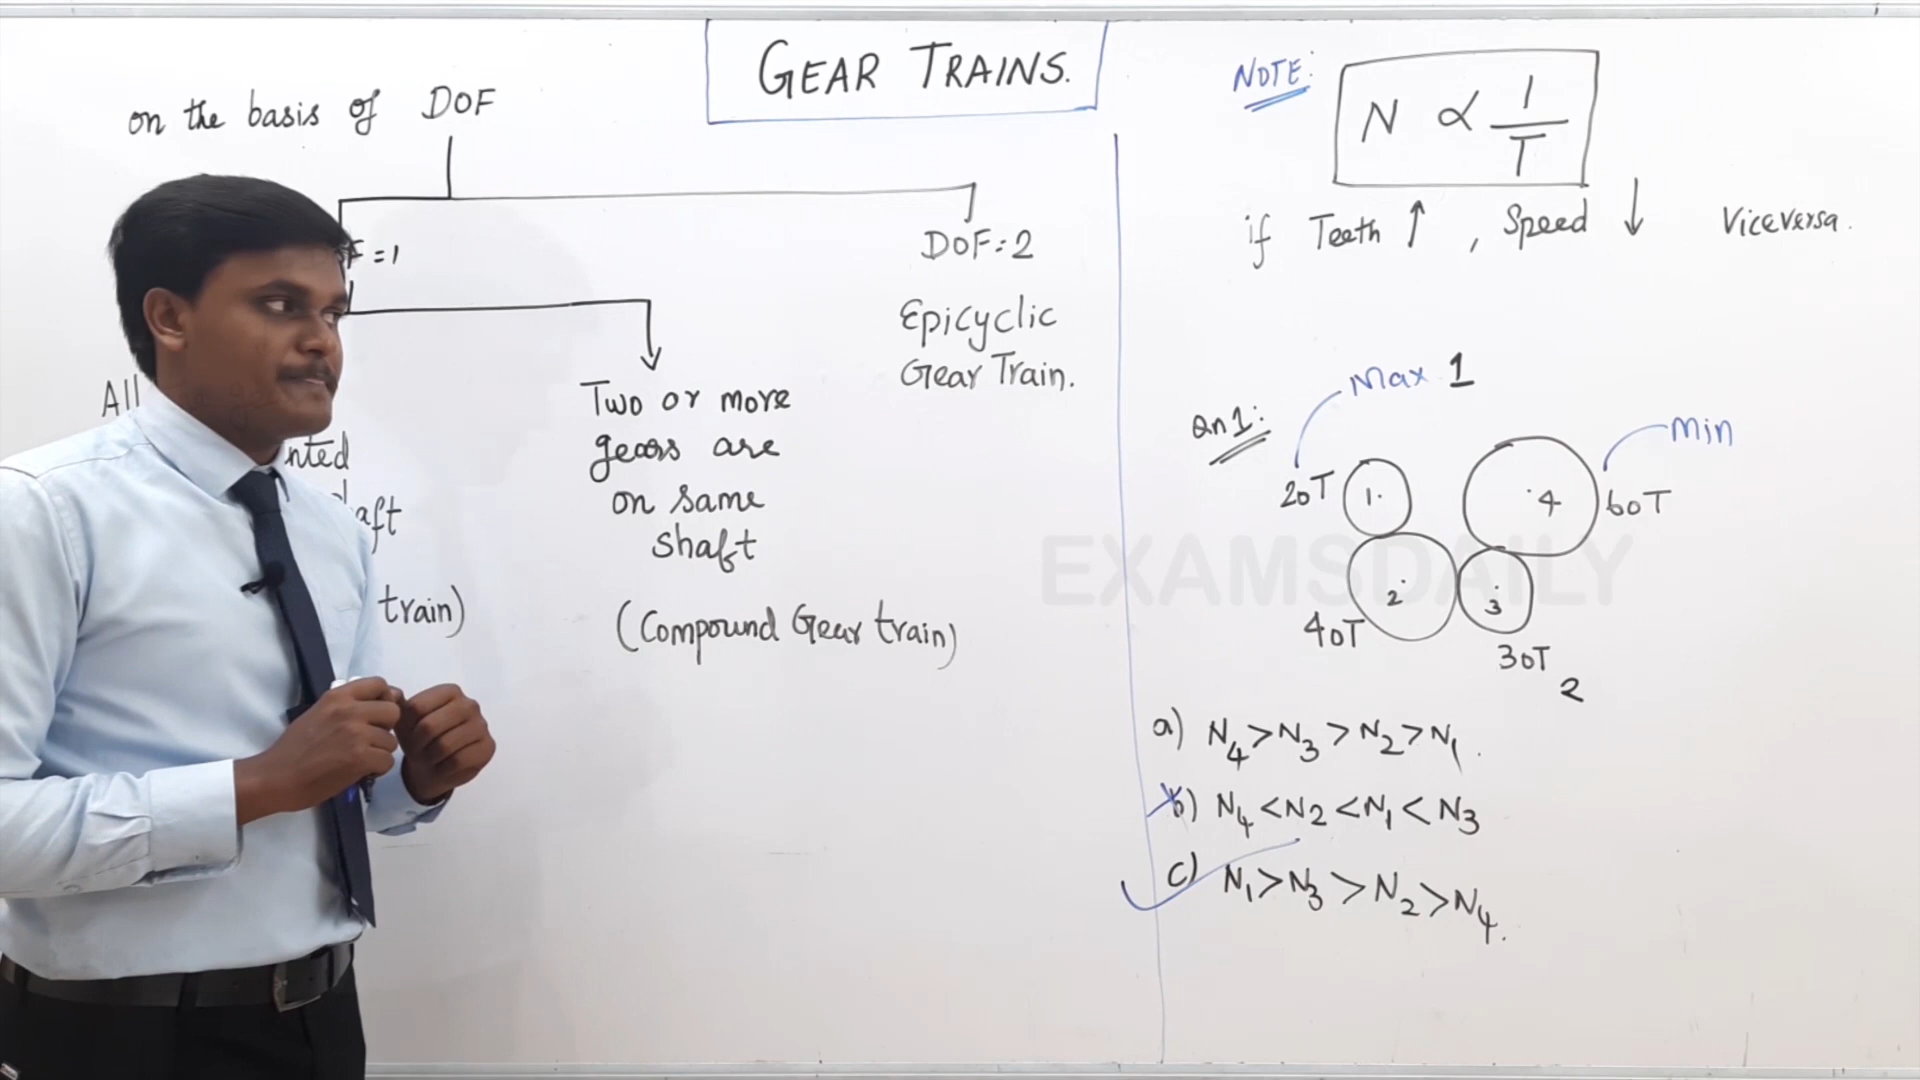 GEAR TRAINS.
on the basis of DOF
F = 1
DOF = 2
Epicyclic
Gear Train.
All
nted
aft
train)
Two or more
gears are
on same
shaft
(Compound Gear train)
NOTE:
N ∝ 1/T
if Teeth ↑ , Speed ↓ Viceversa.
Max 1
Qn1:
Min
20T 1 4 60T
2 3
40T
30T
2
a) N4 > N3 > N2 > N1.
b) N4 < N2 < N1 < N3
c) N1 > N3 > N2 > N4.
EXAMSDAILY